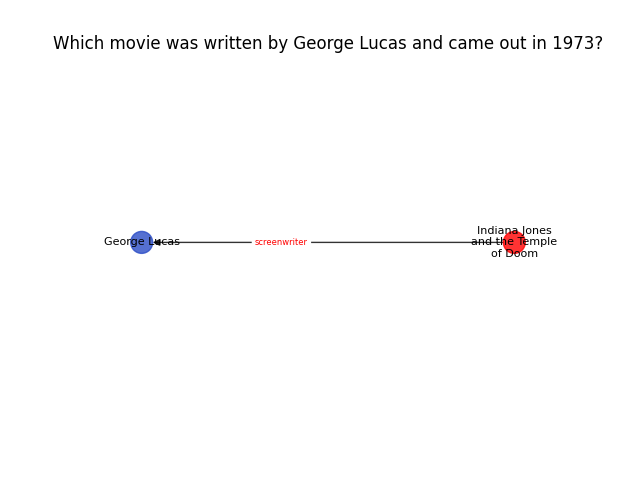 Which movie was written by George Lucas and came out in 1973?
George Lucas
screenwriter
Indiana Jones
and the Temple
of Doom